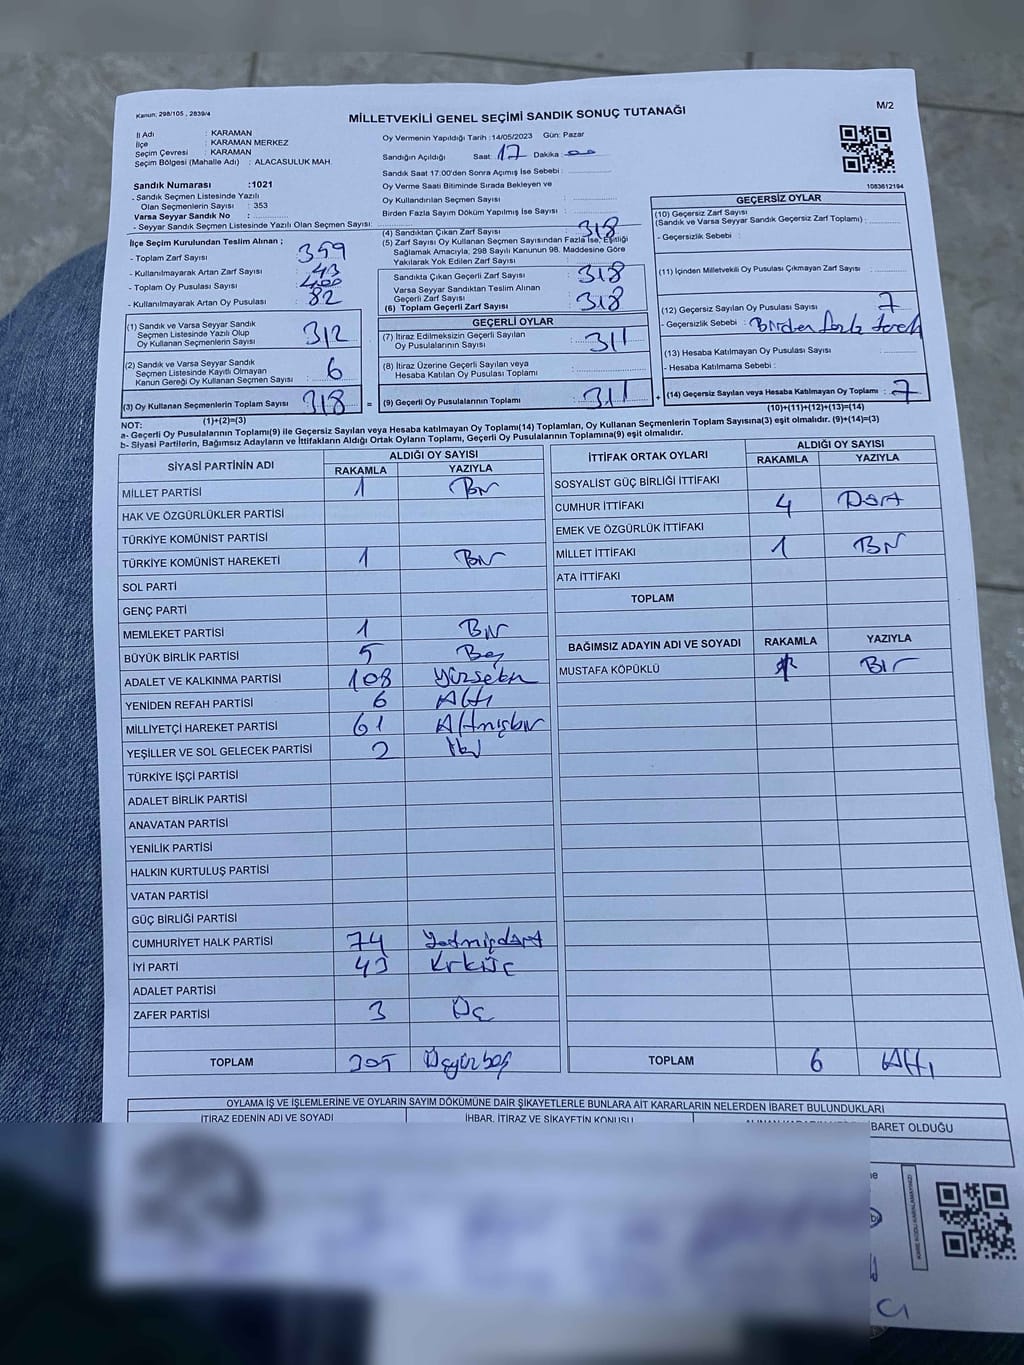 Kanun: 298/105 , 2839/4
MİLLETVEKİLİ GENEL SEÇİMİ SANDIK SONUÇ TUTANAĞI
M/2
İl Adı : KARAMAN
İlçe : KARAMAN MERKEZ
Seçim Çevresi : KARAMAN
Seçim Bölgesi (Mahalle Adı) : ALACASULUK MAH.
Sandık Numarası :1021
- Sandık Seçmen Listesinde Yazılı
Olan Seçmenlerin Sayısı : 353
Varsa Seyyar Sandık No :
- Seyyar Sandık Seçmen Listesinde Yazılı Olan Seçmen Sayısı:
Oy Vermenin Yapıldığı Tarih :14/05/2023 Gün: Pazar
Sandığın Açıldığı Saat: 17 Dakika 00
Sandık Saat 17.00'den Sonra Açımış İse Sebebi :
Oy Verme Saati Bitiminde Sırada Bekleyen ve
Oy Kullandırılan Seçmen Sayısı :
Birden Fazla Sayım Döküm Yapılmış İse Sayısı :
1083612194
İlçe Seçim Kurulundan Teslim Alınan ;
- Toplam Zarf Sayısı : 359
- Kullanılmayarak Artan Zarf Sayısı : 43
- Toplam Oy Pusulası Sayısı : 400
- Kullanılmayarak Artan Oy Pusulası : 82
(1) Sandık ve Varsa Seyyar Sandık
Seçmen Listesinde Yazılı Olup
Oy Kullanan Seçmenlerin Sayısı : 312
(2) Sandık ve Varsa Seyyar Sandık
Seçmen Listesinde Kayıtlı Olmayan
Kanun Gereği Oy Kullanan Seçmen Sayısı : 6
(3) Oy Kullanan Seçmenlerin Toplam Sayısı : 318 =
(1)+(2)=(3)
(4) Sandıktan Çıkan Zarf Sayısı : 318
(5) Zarf Sayısı Oy Kullanan Seçmen Sayısından Fazla İse, Eşitliği
Sağlamak Amacıyla, 298 Sayılı Kanunun 98. Maddesine Göre
Yakılarak Yok Edilen Zarf Sayısı :
Sandıkta Çıkan Geçerli Zarf Sayısı : 318
Varsa Seyyar Sandıktan Teslim Alınan
Geçerli Zarf Sayısı :
(6) Toplam Geçerli Zarf Sayısı : 318
GEÇERLİ OYLAR
(7) İtiraz Edilmeksizin Geçerli Sayılan
Oy Pusulalarının Sayısı : 311
(8) İtiraz Üzerine Geçerli Sayılan veya
Hesaba Katılan Oy Pusulası Toplamı :
(9) Geçerli Oy Pusulalarının Toplamı : 311 +
GEÇERSİZ OYLAR
(10) Geçersiz Zarf Sayısı
(Sandık ve Varsa Seyyar Sandık Geçersiz Zarf Toplamı) :
- Geçersizlik Sebebi :
(11) İçinden Milletvekili Oy Pusulası Çıkmayan Zarf Sayısı :
(12) Geçersiz Sayılan Oy Pusulası Sayısı : 7
- Geçersizlik Sebebi : Birden fazla tercih
(13) Hesaba Katılmayan Oy Pusulası Sayısı :
- Hesaba Katılmama Sebebi :
(14) Geçersiz Sayılan veya Hesaba Katılmayan Oy Toplamı : 7
(10)+(11)+(12)+(13)=(14)
NOT:
a- Geçerli Oy Pusulalarının Toplamı(9) ile Geçersiz Sayılan veya Hesaba katılmayan Oy Toplamı(14) Toplamları, Oy Kullanan Seçmenlerin Toplam Sayısına(3) eşit olmalıdır. (9)+(14)=(3)
b- Siyasi Partilerin, Bağımsız Adayların ve İttifakların Aldığı Ortak Oyların Toplamı, Geçerli Oy Pusulalarının Toplamına(9) eşit olmalıdır.
SİYASİ PARTİNİN ADI ALDIĞI OY SAYISI
RAKAMLA YAZIYLA
MİLLET PARTİSİ 1 Bir
HAK VE ÖZGÜRLÜKLER PARTİSİ
TÜRKİYE KOMÜNİST PARTİSİ
TÜRKİYE KOMÜNİST HAREKETİ 1 Bir
SOL PARTİ
GENÇ PARTİ
MEMLEKET PARTİSİ 1 Bir
BÜYÜK BİRLİK PARTİSİ 5 Beş
ADALET VE KALKINMA PARTİSİ 108 Yüzsekiz
YENİDEN REFAH PARTİSİ 6 Altı
MİLLİYETÇİ HAREKET PARTİSİ 61 Altmışbir
YEŞİLLER VE SOL GELECEK PARTİSİ 2 İki
TÜRKİYE İŞÇİ PARTİSİ
ADALET BİRLİK PARTİSİ
ANAVATAN PARTİSİ
YENİLİK PARTİSİ
HALKIN KURTULUŞ PARTİSİ
VATAN PARTİSİ
GÜÇ BİRLİĞİ PARTİSİ
CUMHURİYET HALK PARTİSİ 74 Yetmişdört
İYİ PARTİ 43 Kırküç
ADALET PARTİSİ
ZAFER PARTİSİ 3 Üç
TOPLAM 305 Üçyüzbeş
İTTİFAK ORTAK OYLARI ALDIĞI OY SAYISI
RAKAMLA YAZIYLA
SOSYALİST GÜÇ BİRLİĞİ İTTİFAKI
CUMHUR İTTİFAKI 4 Dört
EMEK VE ÖZGÜRLÜK İTTİFAKI
MİLLET İTTİFAKI 1 Bir
ATA İTTİFAKI
TOPLAM
BAĞIMSIZ ADAYIN ADI VE SOYADI RAKAMLA YAZIYLA
MUSTAFA KÖPÜKLÜ 1 Bir
TOPLAM 6 Altı
OYLAMA İŞ VE İŞLEMLERİNE VE OYLARIN SAYIM DÖKÜMÜNE DAİR ŞİKAYETLERLE BUNLARA AİT KARARLARIN NELERDEN İBARET BULUNDUKLARI
İTİRAZ EDENİN ADI VE SOYADI İHBAR, İTİRAZ VE ŞİKAYETİN KONUSU
BARET OLDUĞU